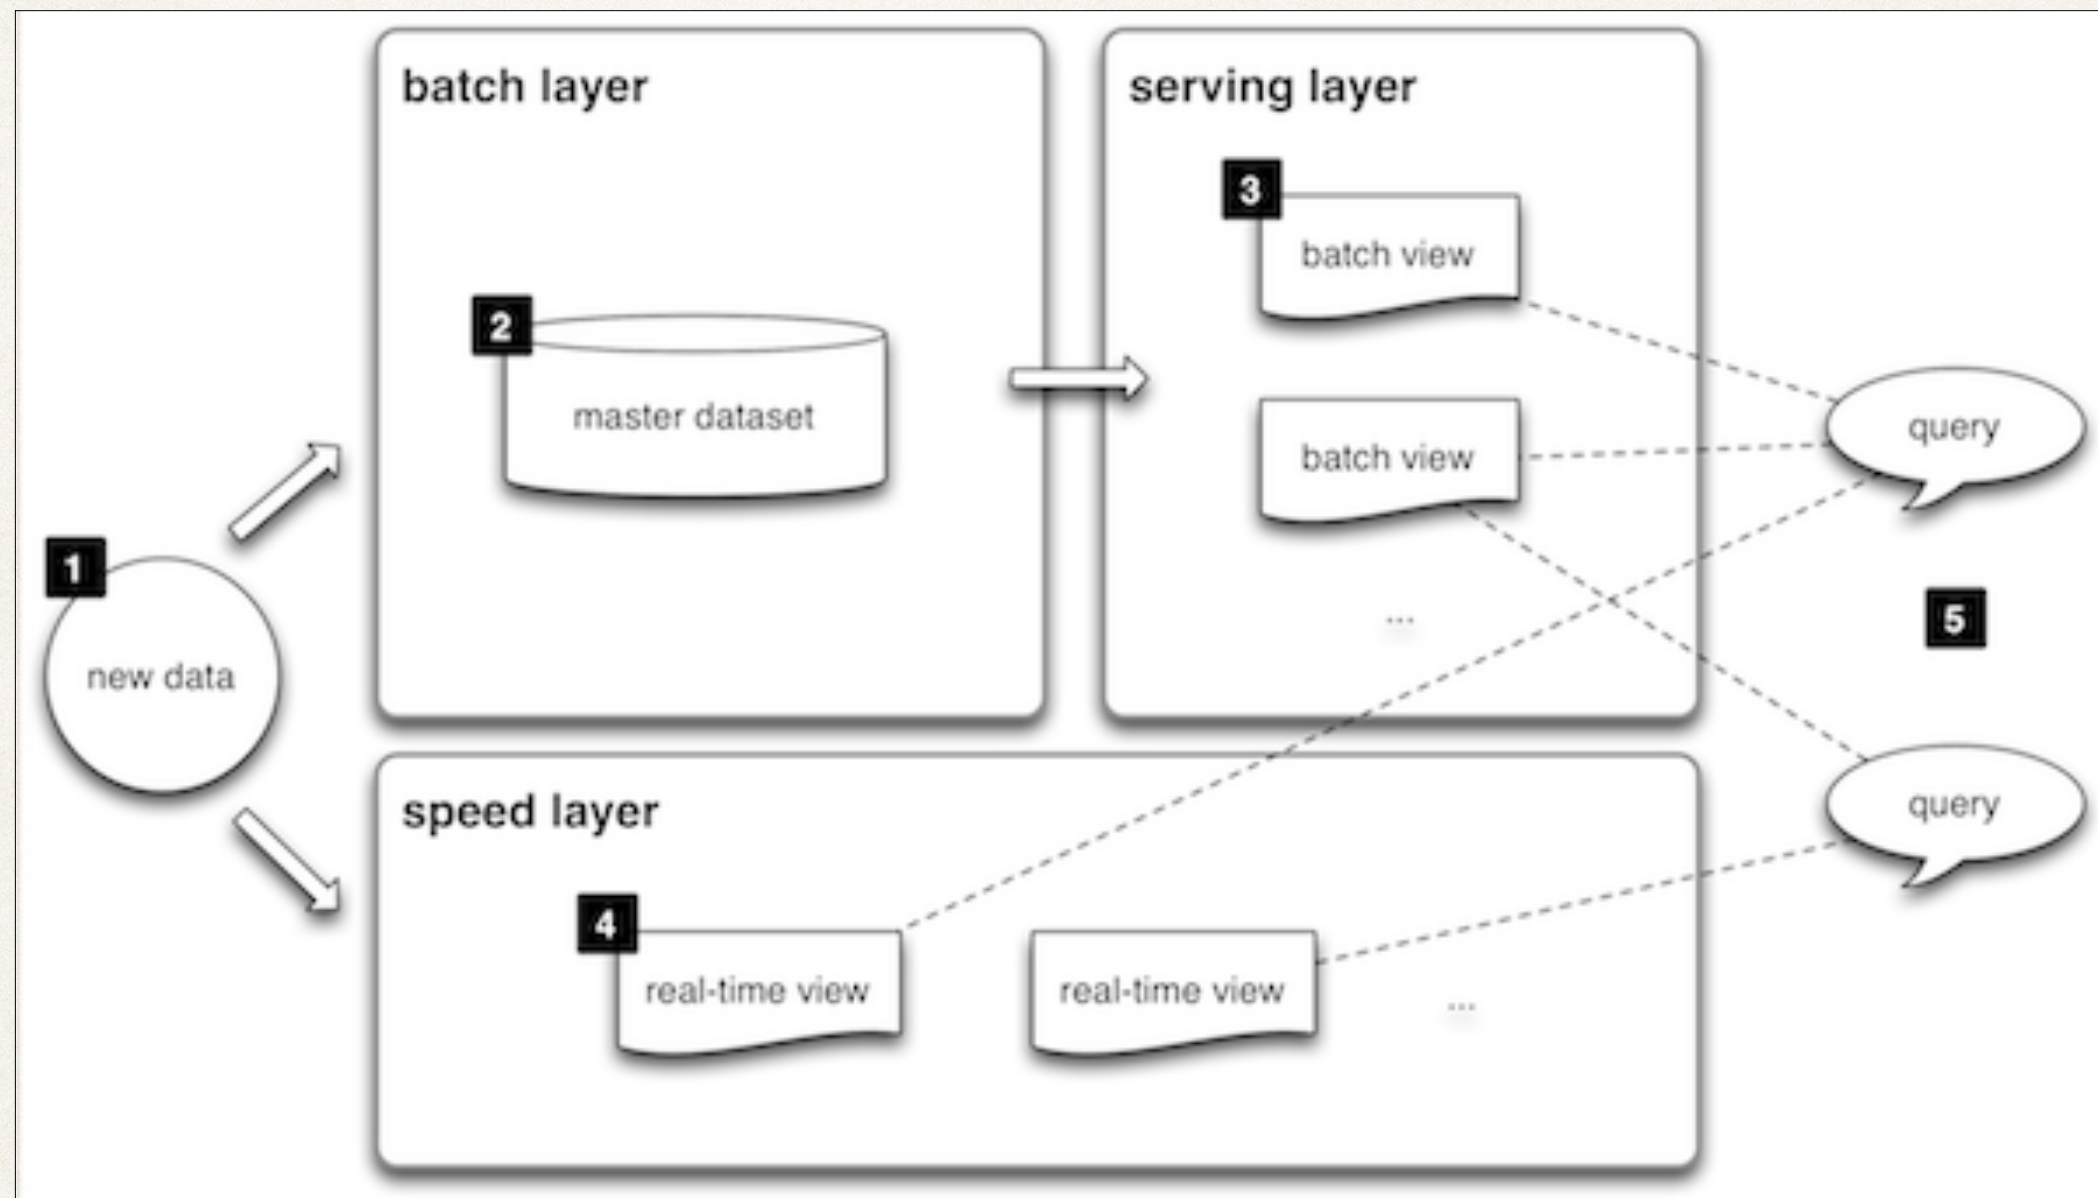 batch layer
2
master dataset
serving layer
3
batch view
batch view
...
1
new data
speed layer
4
real-time view
real-time view
...
query
5
query